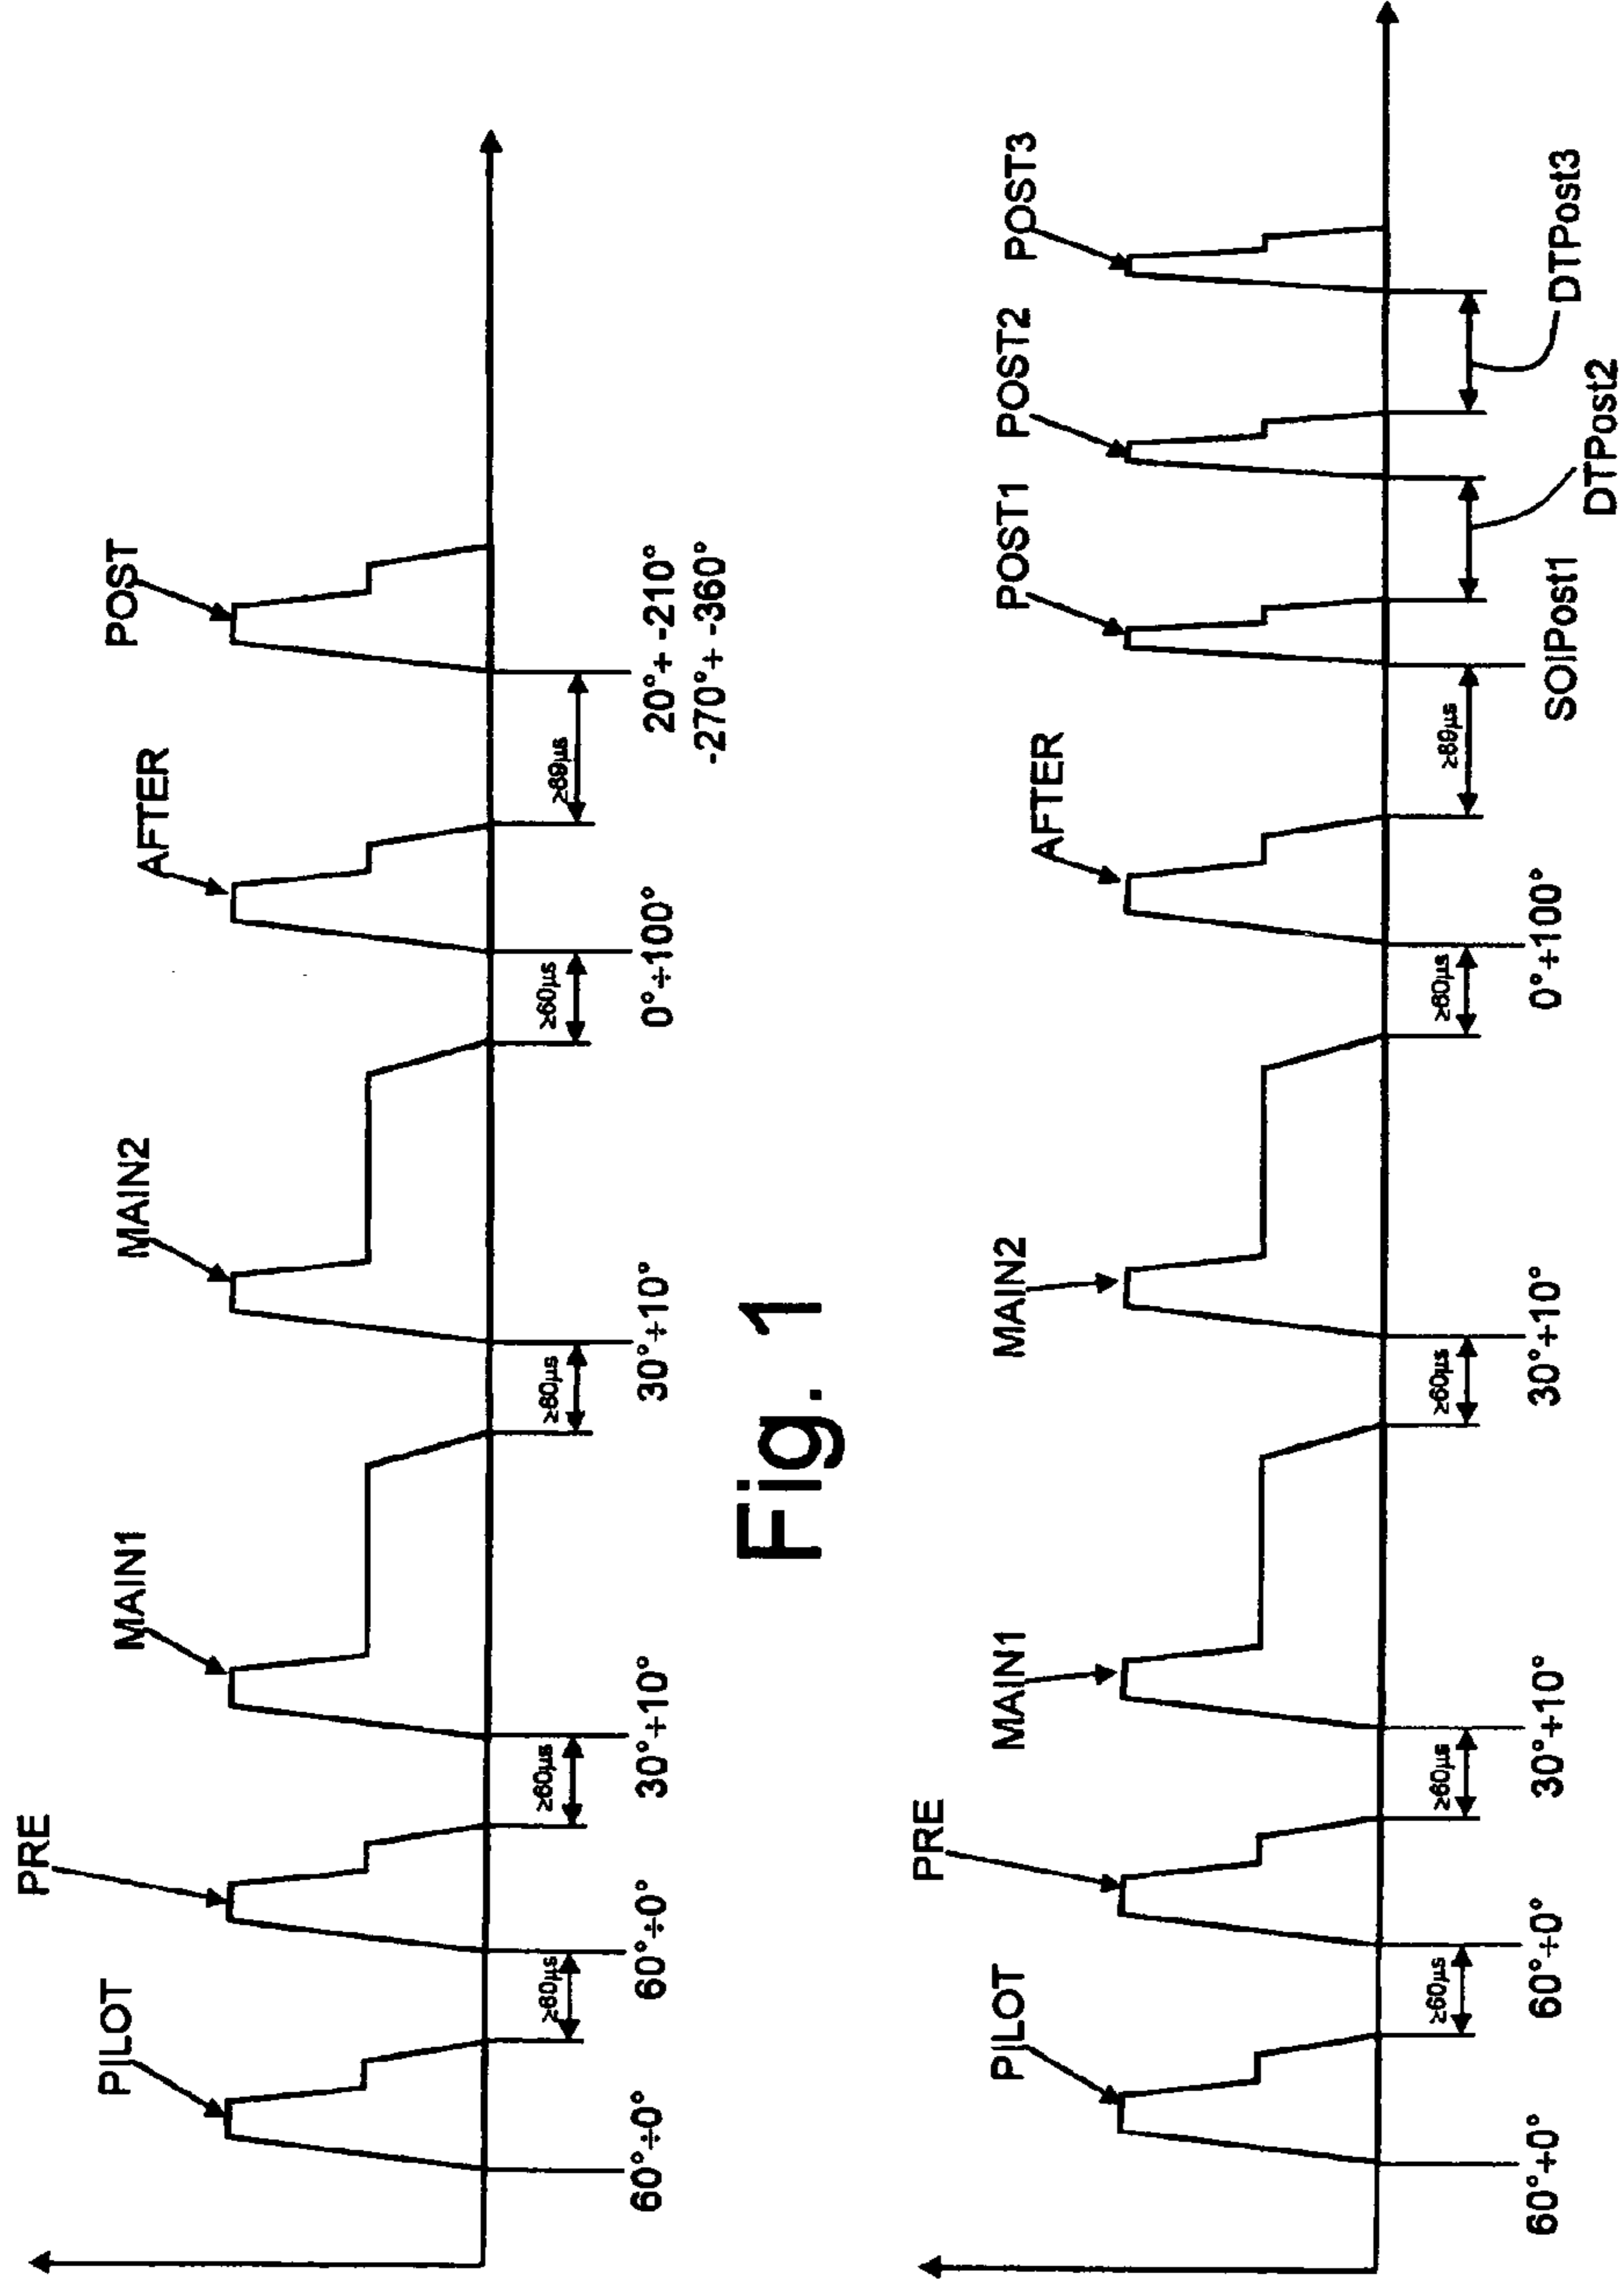 PILOT
PRE
MAIN1
MAIN2
AFTER
POST
≥60µs
≥60µs
≥60µs
≥60µs
≥89µs
60°÷0°
60°÷0°
30°÷10°
30°÷10°
0°÷100°
20°÷ -210°
-270°÷ -360°
Fig. 1
PILOT
PRE
MAIN1
MAIN2
AFTER
POST1
POST2
POST3
≥60µs
≥60µs
≥60µs
≥60µs
≥89µs
60°÷0°
60°÷0°
30°÷10°
30°÷10°
0°÷100°
SOIPost1
DTPost2
DTPost3